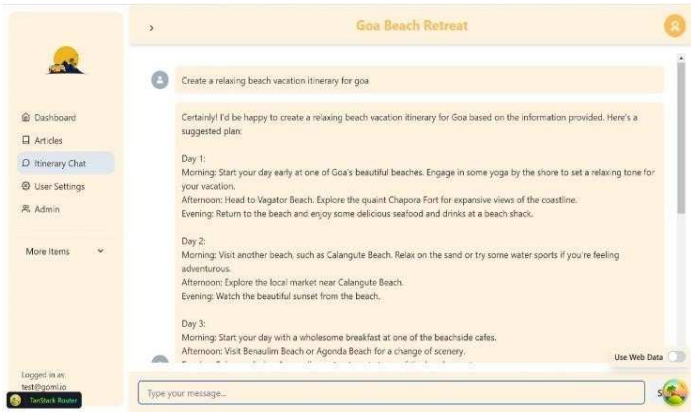 Goa Beach Retreat
Create a relaxing beach vacation itinerary for goa
Dashboard
Articles
Itinerary Chat
User Settings
Admin
More Items
Certainly! I'd be happy to create a relaxing beach vacation itinerary for Goa based on the information provided. Here's a
suggested plan:
Day 1:
Morning: Start your day early at one of Goa's beautiful beaches. Engage in some yoga by the shore to set a relaxing tone for
your vacation.
Afternoon: Head to Vagator Beach. Explore the quaint Chapora Fort for expansive views of the coastline.
Evening: Return to the beach and enjoy some delicious seafood and drinks at a beach shack.
Day 2:
Morning: Visit another beach, such as Calangute Beach. Relax on the sand or try some water sports if you're feeling
adventurous.
Afternoon: Explore the local market near Calangute Beach.
Evening: Watch the beautiful sunset from the beach.
Day 3:
Morning: Start your day with a wholesome breakfast at one of the beachside cafes.
Afternoon: Visit Benaulim Beach or Agonda Beach for a change of scenery.
Use Web Data
Logged in as:
test@goml.io
TanStack Router
Type your message...